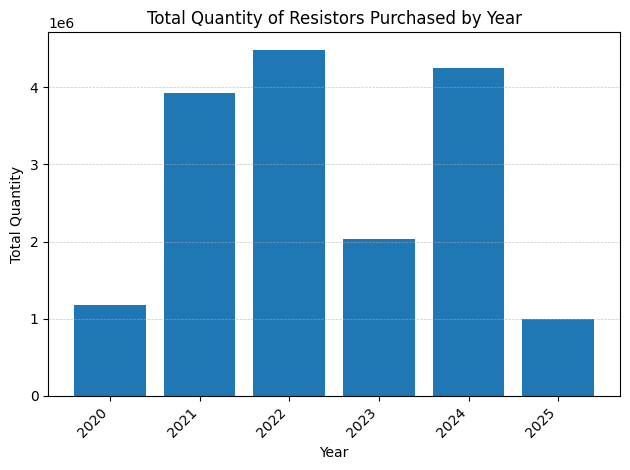 Total Quantity of Resistors Purchased by Year
1e6
4
3
2
1
0
Total Quantity
2020
2021
2022
2023
2024
2025
Year